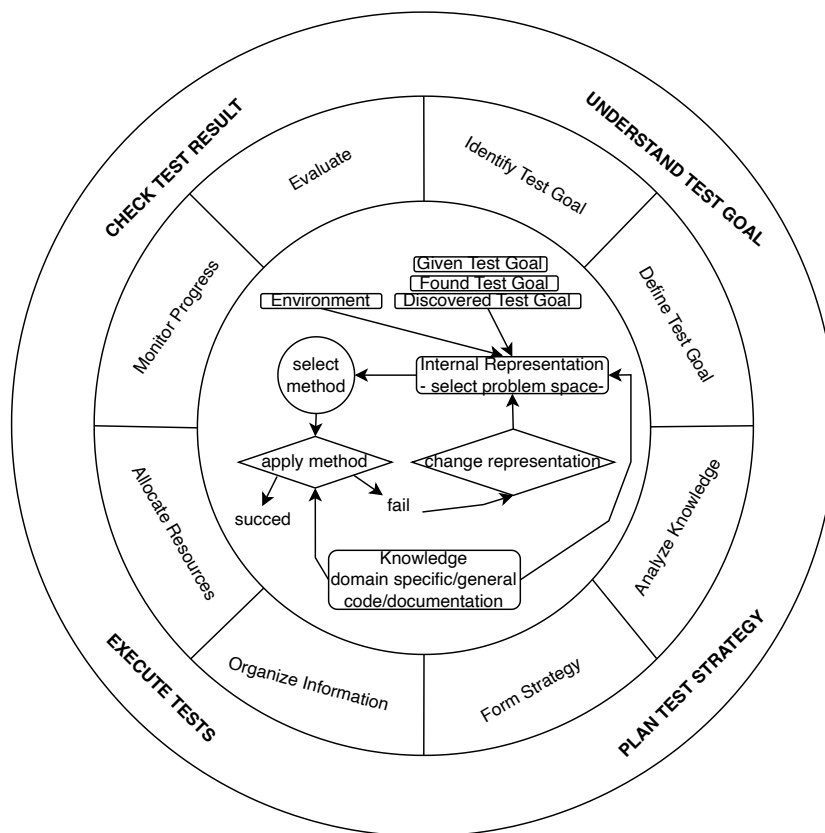 CHECK TEST RESULT
UNDERSTAND TEST GOAL
Evaluate
Identify Test Goal
Monitor Progress
Define Test Goal
Given Test Goal
Found Test Goal
Environment
Discovered Test Goal
select
method
Internal Representation
- select problem space-
apply method
change representation
succed
fail
Knowledge
domain specific/general
code/documentation
Allocate Resources
Analyze Knowledge
Organize Information
Form Strategy
EXECUTE TESTS
PLAN TEST STRATEGY